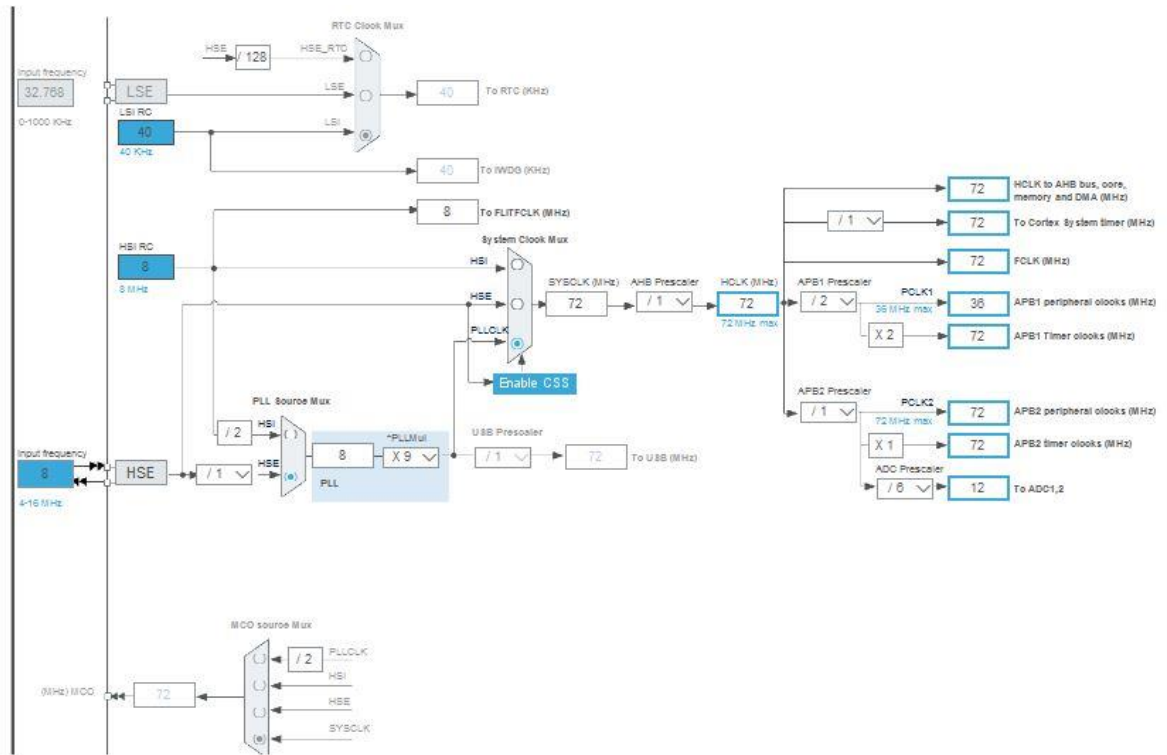 RTC Clook Mux
HSE
/ 128
HSE_RTC
Input frequency
32.768
0-1000 KHz
LSE
LSE
40
To RTC (KHz)
LSI RC
40
40 KHz
LSI
40
To IWDG (KHz)
8
To FLITFCLK (MHz)
System Clook Mux
HSI RC
8
8 MHz
HSI
HSE
PLLCLK
SYSCLK (MHz)
72
AHB Prescaler
/ 1
HCLK (MHz)
72
72 MHz max
Enable CSS
72
HCLK to AHB bus, oore,
memory and DMA (MHz)
/ 1
72
To Cortex System timer (MHz)
72
FCLK (MHz)
APB1 Prescaler
/ 2
PCLK1
36 MHz max
36
APB1 peripheral olooks (MHz)
X 2
72
APB1 Timer olooks (MHz)
APB2 Prescaler
/ 1
PCLK2
72 MHz max
72
APB2 peripheral olooks (MHz)
X 1
72
APB2 timer olooks (MHz)
ADC Prescaler
/ 6
12
To ADC1,2
PLL Source Mux
/ 2
HSI
Input frequency
8
4-16 MHz
HSE
/ 1
HSE
8
*PLLMul
X 9
PLL
USB Prescaler
/ 1
72
To USB (MHz)
MCO source Mux
/ 2
PLLCLK
HSI
HSE
SYSCLK
(MHz) MCO
72